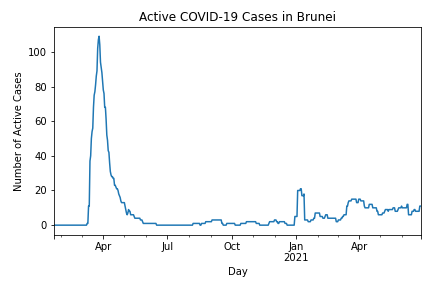 Active COVID-19 Cases in Brunei
Number of Active Cases
100
80
60
40
20
0
Apr Jul Oct Jan Apr
2021
Day